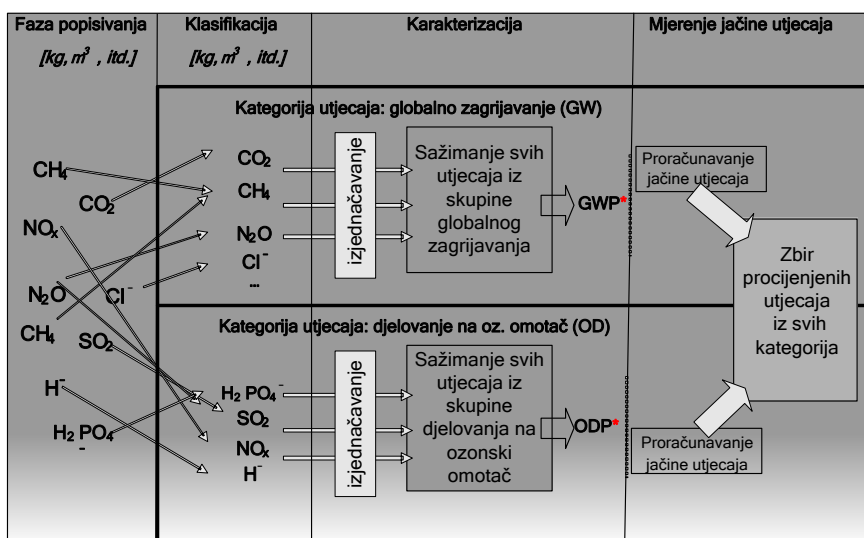 Faza popisivanja
[kg, m³ , itd.]
Klasifikacija
[kg, m³ , itd.]
Karakterizacija
Mjerenje jačine utjecaja
Kategorija utjecaja: globalno zagrijavanje (GW)
CH₄
CO₂
NOₓ
N₂O
Cl⁻
CH₄
SO₂
H⁻
H₂ PO₄
-
CO₂
CH₄
N₂O
Cl⁻
...
izjednačavanje
Sažimanje svih
utjecaja iz
skupine
globalnog
zagrijavanja
GWP*
Proračunavanje
jačine utjecaja
Zbir
procijenjenih
utjecaja
iz svih
kategorija
Kategorija utjecaja: djelovanje na oz. omotač (OD)
H₂ PO₄⁻
SO₂
NOₓ
H⁻
izjednačavanje
Sažimanje svih
utjecaja iz
skupine
djelovanja na
ozonski
omotač
ODP*
Proračunavanje
jačine utjecaja